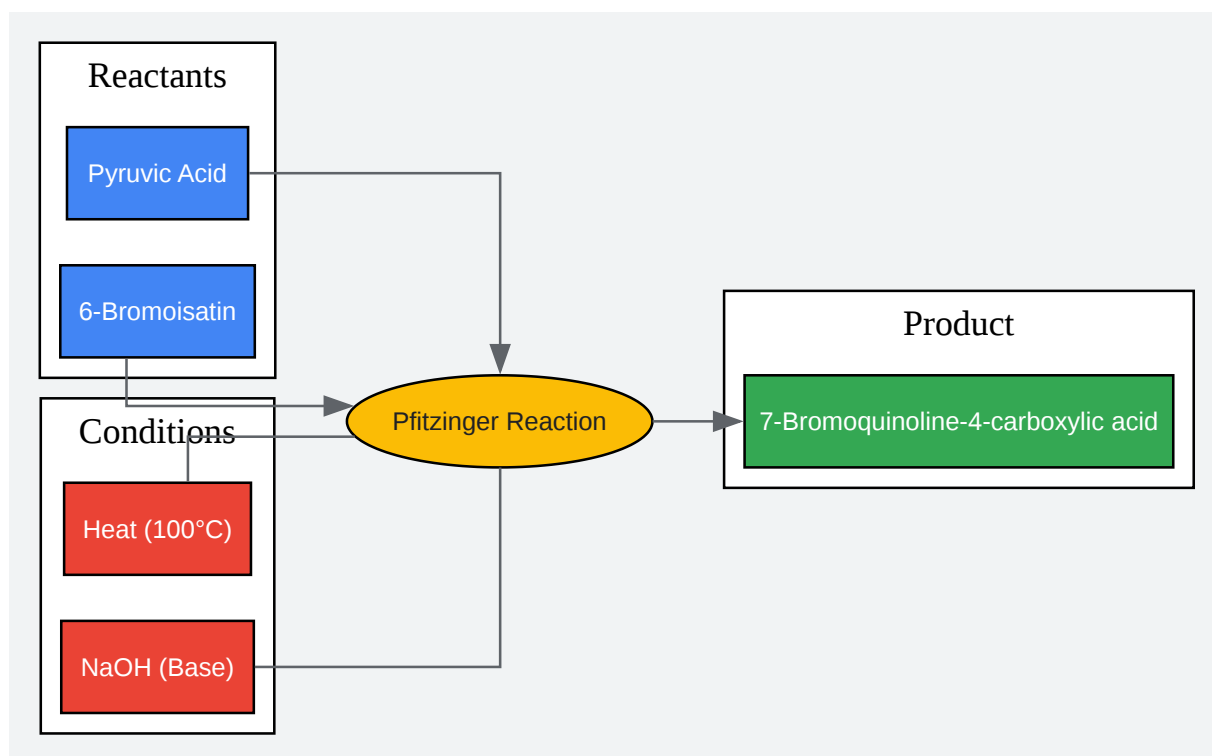 Reactants
Pyruvic Acid
6-Bromoisatin
Conditions
Heat (100°C)
NaOH (Base)
Pfitzinger Reaction
Product
7-Bromoquinoline-4-carboxylic acid